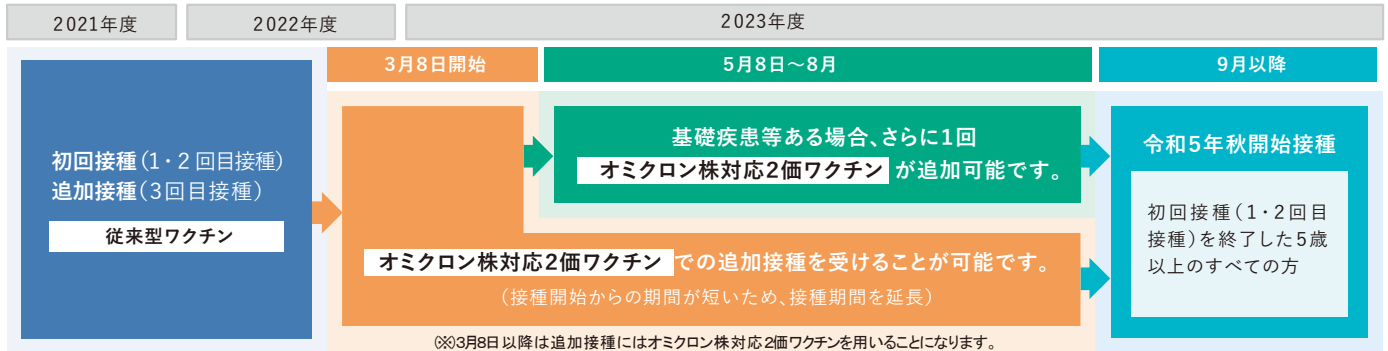 2021年度
2022年度
2023年度
3月8日開始
5月8日～8月
9月以降
初回接種（1・2回目接種）
追加接種（3回目接種）
従来型ワクチン
基礎疾患等ある場合、さらに1回
オミクロン株対応2価ワクチン が追加可能です。
オミクロン株対応2価ワクチン での追加接種を受けることが可能です。
（接種開始からの期間が短いため、接種期間を延長）
令和5年秋開始接種
初回接種（1・2回目
接種）を終了した5歳
以上のすべての方
（※3月8日以降は追加接種にはオミクロン株対応2価ワクチンを用いることになります。